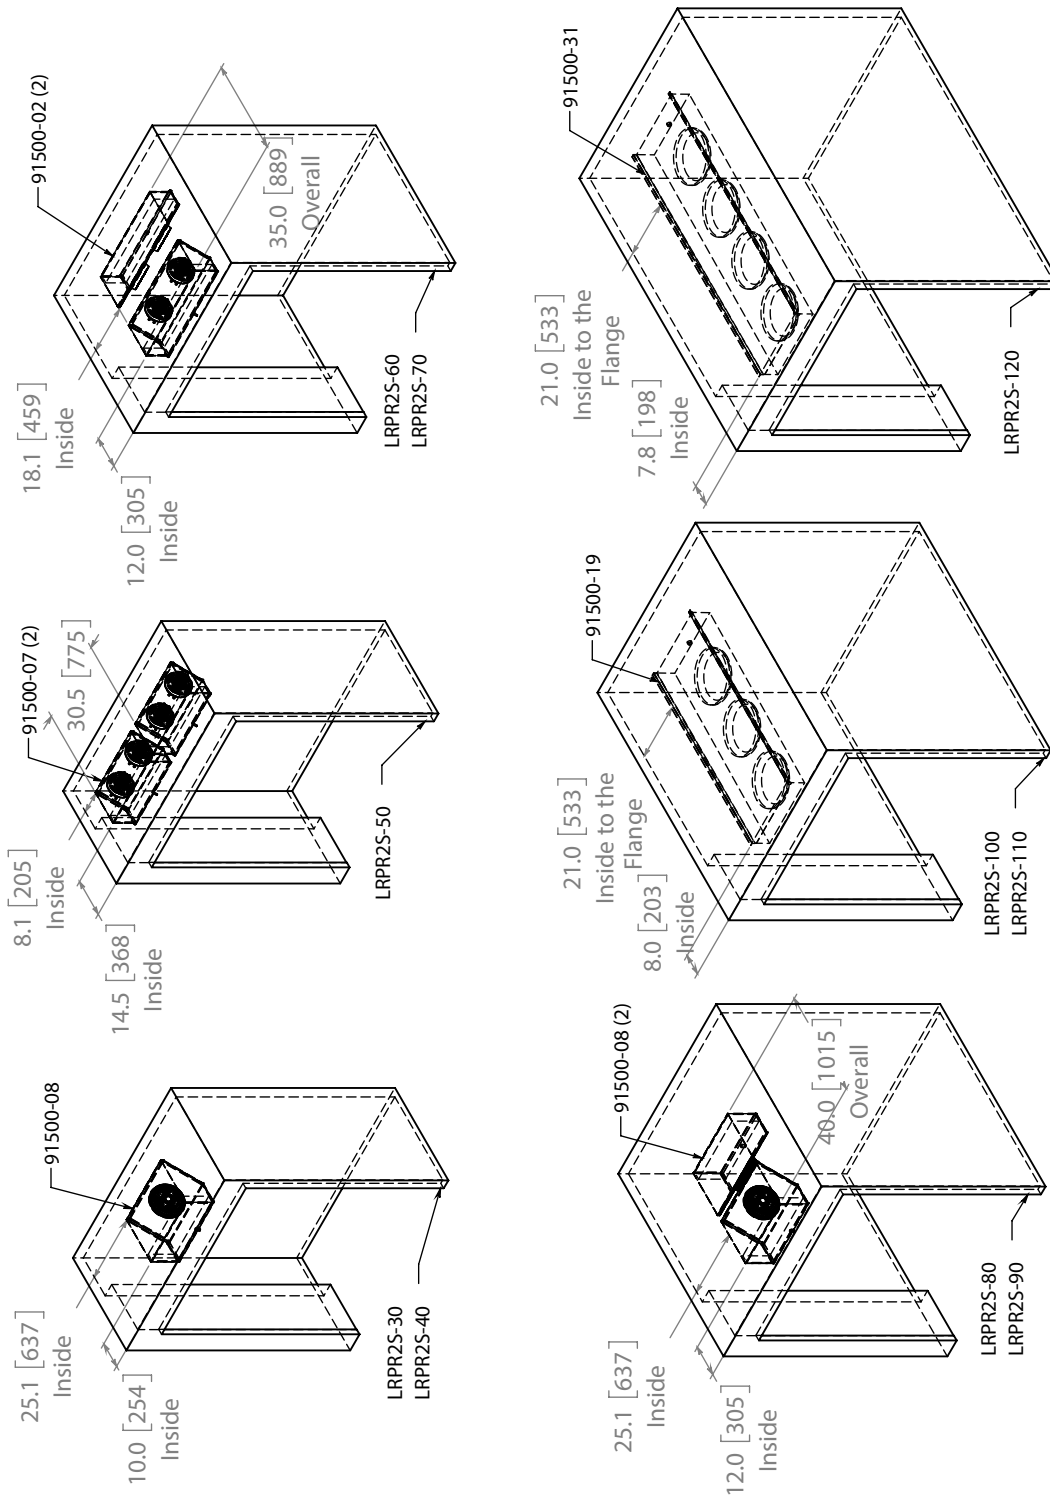 25.1 [637]
Inside
10.0 [254]
Inside
91500-08
LRPR2S-30
LRPR2S-40
8.1 [205]
Inside
14.5 [368]
Inside
91500-07 (2)
30.5 [775]
LRPR2S-50
18.1 [459]
Inside
12.0 [305]
Inside
91500-02 (2)
35.0 [889]
Overall
LRPR2S-60
LRPR2S-70
25.1 [637]
Inside
12.0 [305]
Inside
91500-08 (2)
40.0 [1015]
Overall
LRPR2S-80
LRPR2S-90
21.0 [533]
Inside to the
Flange
8.0 [203]
Inside
91500-19
LRPR2S-100
LRPR2S-110
21.0 [533]
Inside to the
Flange
7.8 [198]
Inside
91500-31
LRPR2S-120